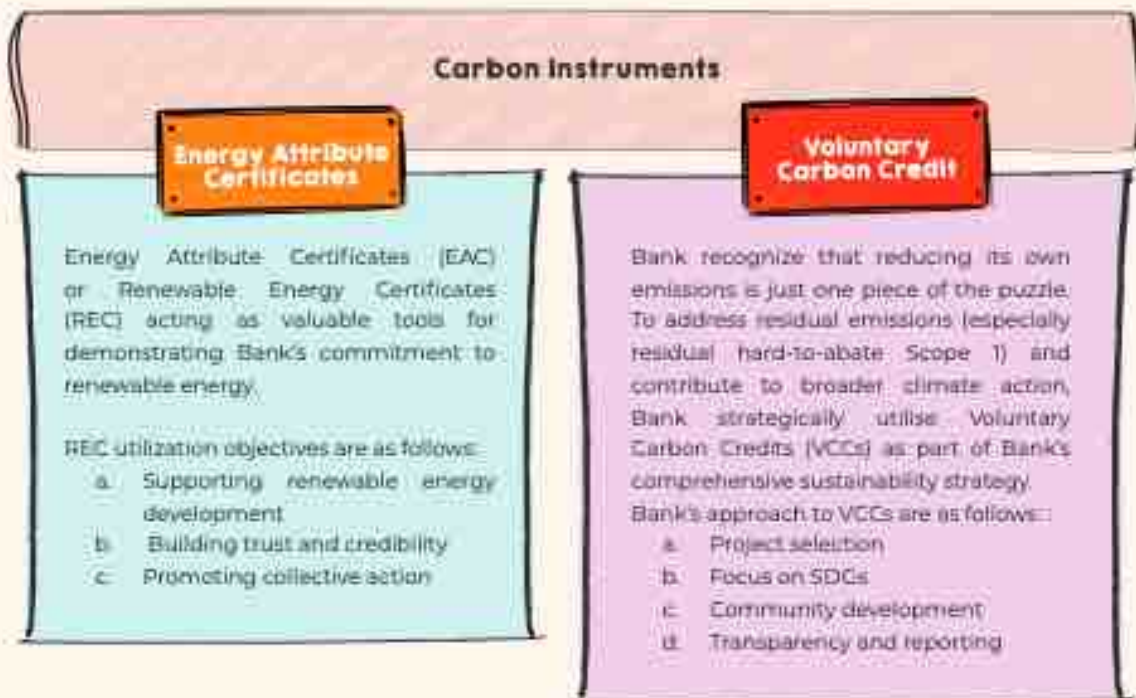 Carbon Instruments
Energy Attribute
Certificates
Energy Attribute Certificates (EAC)
or Renewable Energy Certificates
(REC) acting as valuable tools for
demonstrating Bank's commitment to
renewable energy.
REC utilization objectives are as follows:
a. Supporting renewable energy
development
b. Building trust and credibility
c. Promoting collective action
Voluntary
Carbon Credit
Bank recognize that reducing its own
emissions is just one piece of the puzzle.
To address residual emissions (especially
residual hard-to-abate Scope 1) and
contribute to broader climate action,
Bank strategically utilise Voluntary
Carbon Credits (VCCs) as part of Bank's
comprehensive sustainability strategy.
Bank's approach to VCCs are as follows:
a. Project selection
b. Focus on SDGs
c. Community development
d. Transparency and reporting